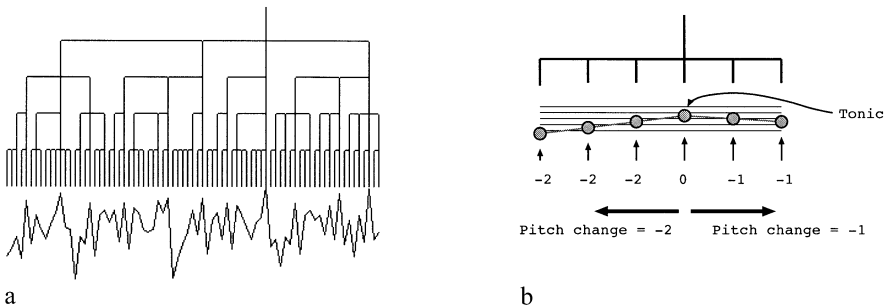 Tonic
-2 -2 -2 0 -1 -1
Pitch change = -2 Pitch change = -1
a b